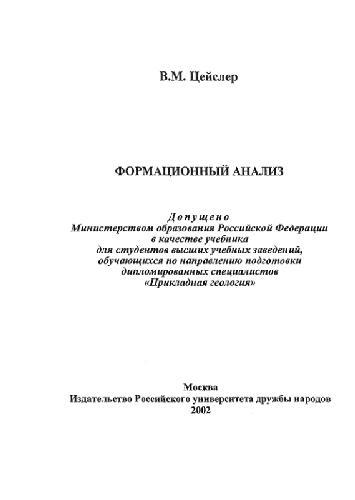 В.М. Цейслер
ФОРМАЦИОННЫЙ АНАЛИЗ
Допущено
Министерством образования Российской Федерации
в качестве учебника
для студентов высших учебных заведений,
обучающихся по направлению подготовки
дипломированных специалистов
«Прикладная геология»
Москва
Издательство Российского университета дружбы народов
2002